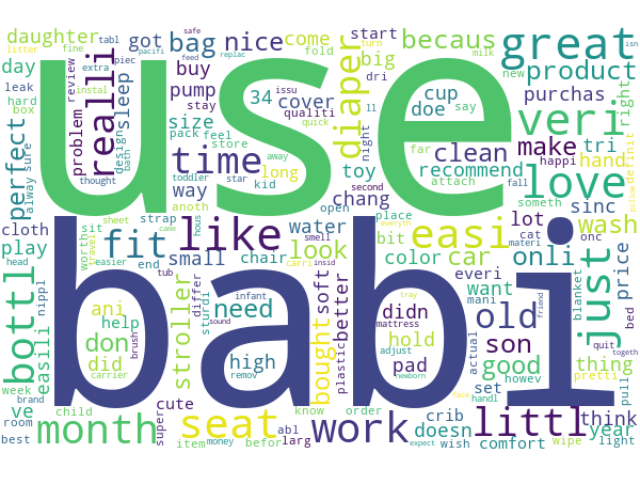 daughter
use
babi
great
veri
love
realli
time
like
fit
easi
just
bottl
month
seat
work
littl
diaper
bag
nice
becaus
product
perfect
got
come
start
big
buy
pump
sleep
day
leak
hard
box
litter
fine
tabl
extra
instal
piec
review
problem
design
bath
thought
alway
sure
size
way
pack
stay
feel
store
anoth
star
kid
toddler
away
quick
34
cover
qualiti
issu
safe
feed
replac
pacifi
turn
milk
isn
dri
ll
night
long
toy
chang
cup
doe
say
new
clean
make
tri
purchas
right
definit
hand
happi
recommend
far
attach
fall
someth
sinc
lot
wash
cloth
play
sit
strap
sheet
travel
worth
head
nippl
easili
easier
end
came
hous
small
chair
water
look
open
smell
insid
carri
second
place
bit
everyth
color
car
materi
cat
onc
onli
everi
want
mani
blanket
price
bed
ani
help
don
did
carrier
brush
tub
stroller
differ
sturdi
need
infant
sound
high
remov
soft
better
bought
plastic
didn
mattress
hold
adjust
pad
newborn
tray
old
son
good
actual
set
howev
handl
friend
quit
pretti
thing
pull
togeth
think
year
light
wipe
comfort
wish
expect
doesn
crib
order
know
larg
abl
befor
money
item
cute
super
child
week
brand
ve
room
best
face